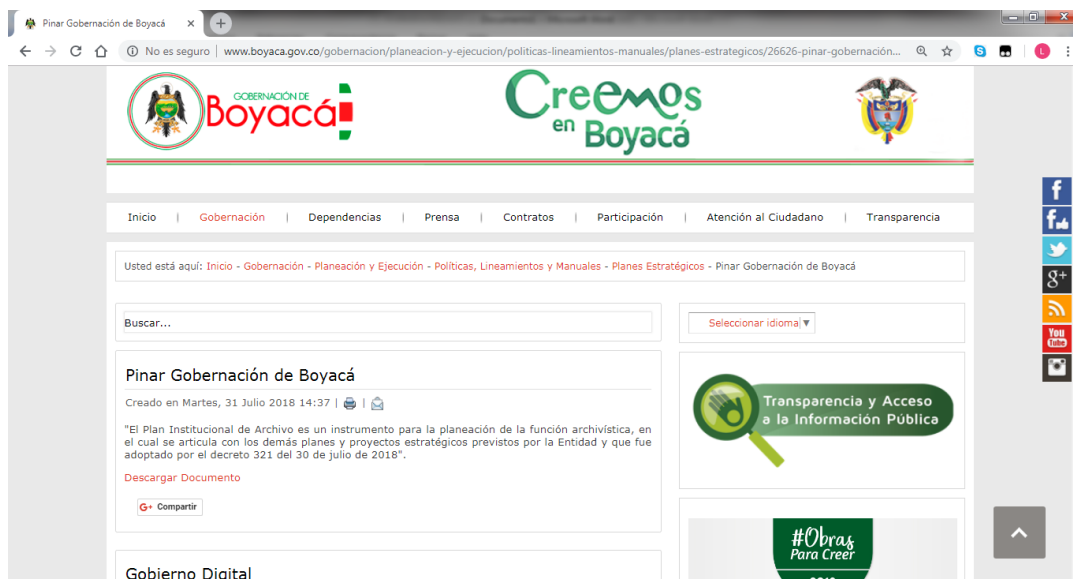 Pinar Gobernación de Boyacá
No es seguro | www.boyaca.gov.co/gobernacion/planeacion-y-ejecucion/politicas-lineamientos-manuales/planes-estrategicos/26626-pinar-gobernación...
L
GOBERNACIÓN DE
Boyacá
Creemos
en Boyacá
Inicio | Gobernación | Dependencias | Prensa | Contratos | Participación | Atención al Ciudadano | Transparencia
Usted está aquí: Inicio - Gobernación - Planeación y Ejecución - Políticas, Lineamientos y Manuales - Planes Estratégicos - Pinar Gobernación de Boyacá
Buscar...
Seleccionar idioma|▼
Pinar Gobernación de Boyacá
Creado en Martes, 31 Julio 2018 14:37 | |
"El Plan Institucional de Archivo es un instrumento para la planeación de la función archivística, en
el cual se articula con los demás planes y proyectos estratégicos previstos por la Entidad y que fue
adoptado por el decreto 321 del 30 de julio de 2018".
Descargar Documento
G+ Compartir
Transparencia y Acceso
a la Información Pública
#Obras
Para Creer
Gobierno Digital
You
Tube